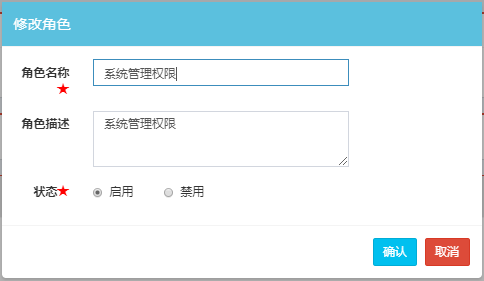 修改角色
角色名称 系统管理权限
★
角色描述 系统管理权限
状态★ 启用 禁用
确认 取消